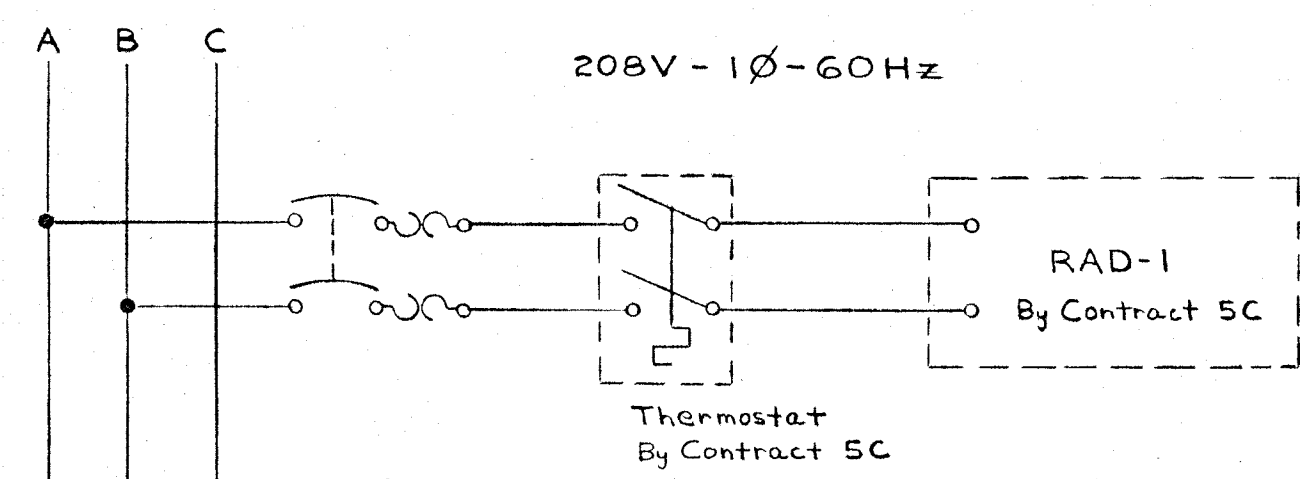 A B C
208V - 1Ø - 60Hz
RAD-1
By Contract 5C
Thermostat
By Contract 5C